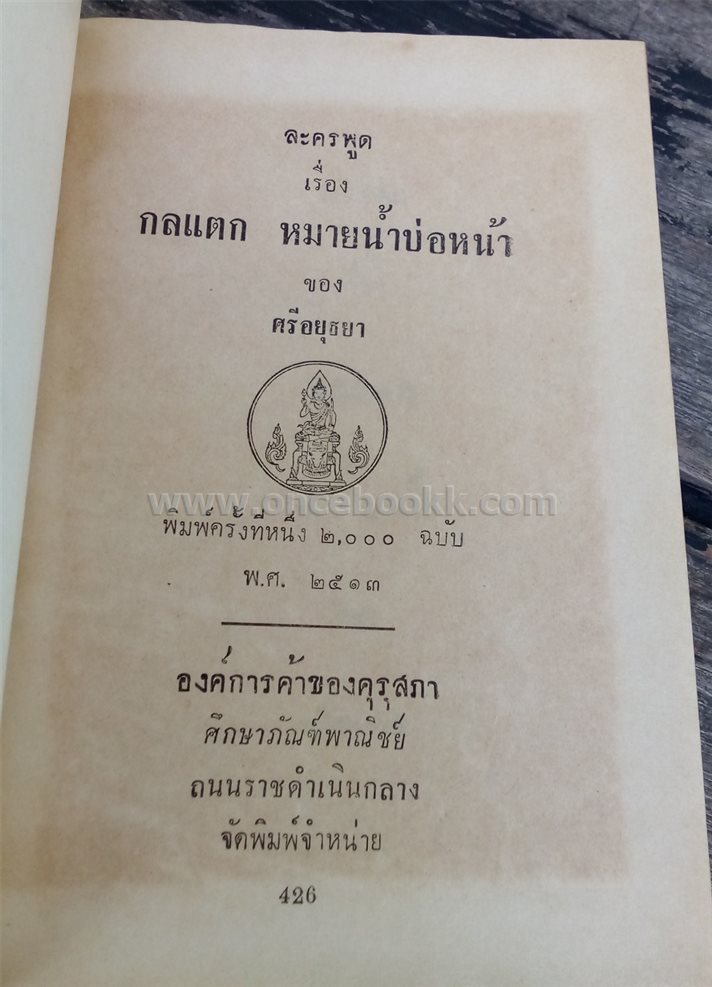 ละครพูด
เรื่อง
กลแตก หมายน้ำบ่อหน้า
ของ
ศรีอยุธยา
www.oncebookk.com
พิมพ์ครั้งที่หนึ่ง ๒,๐๐๐ ฉบับ
พ.ศ. ๒๕๑๓
องค์การค้าของคุรุสภา
ศึกษาภัณฑ์พาณิชย์
ถนนราชดำเนินกลาง
จัดพิมพ์จำหน่าย
426